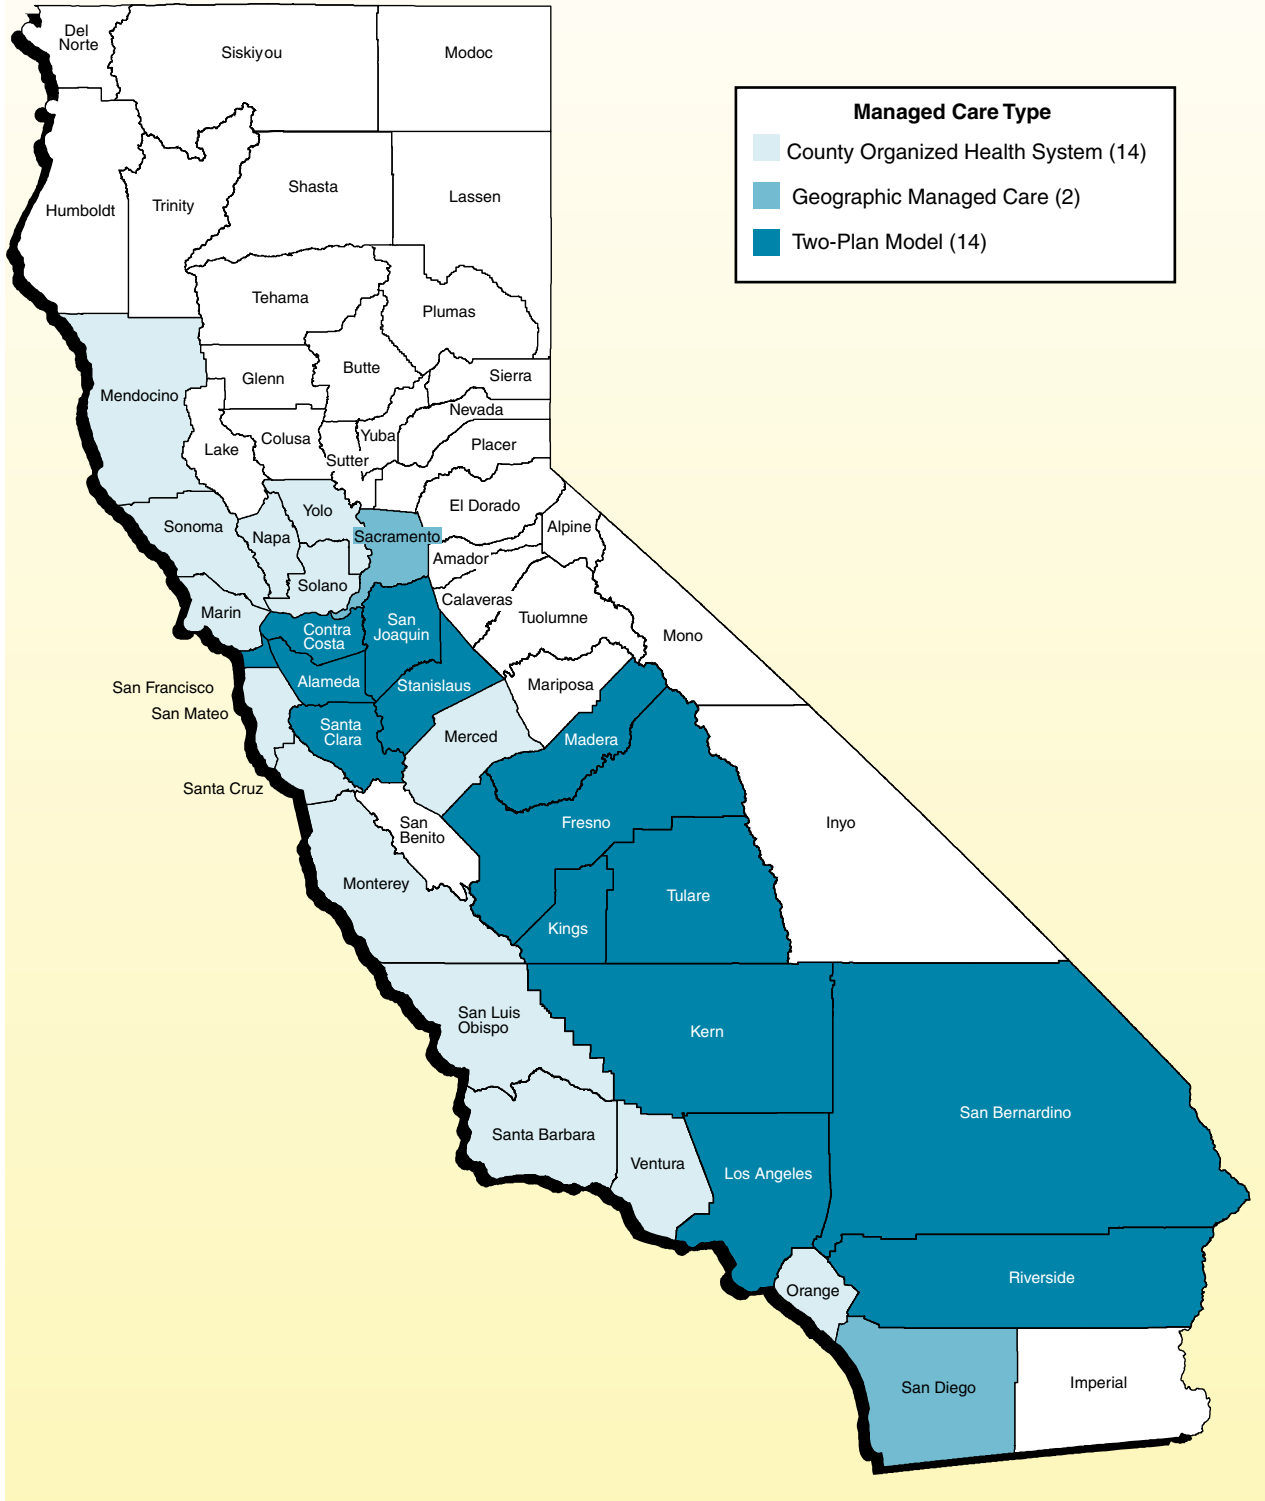 Del
Norte
Siskiyou
Modoc
Managed Care Type
County Organized Health System (14)
Geographic Managed Care (2)
Two-Plan Model (14)
Humboldt
Trinity
Shasta
Lassen
Tehama
Plumas
Mendocino
Glenn
Butte
Sierra
Nevada
Lake
Colusa
Sutter
Yuba
Placer
Sonoma
Napa
Yolo
Sacramento
El Dorado
Alpine
Amador
Solano
Calaveras
Marin
Contra
Costa
San
Joaquin
Tuolumne
Mono
San Francisco
San Mateo
Alameda
Stanislaus
Mariposa
Santa
Clara
Merced
Madera
Santa Cruz
San
Benito
Fresno
Inyo
Monterey
Kings
Tulare
San Luis
Obispo
Kern
San Bernardino
Santa Barbara
Ventura
Los Angeles
Orange
Riverside
San Diego
Imperial